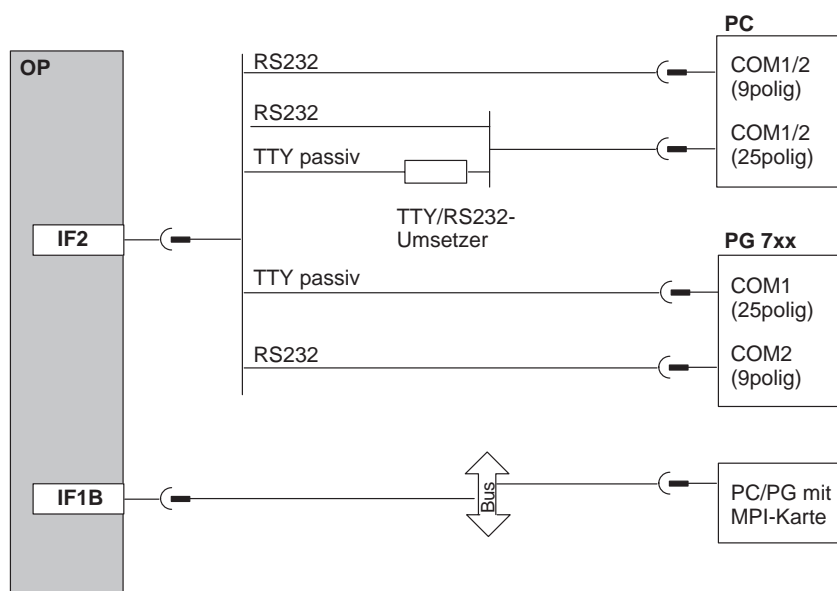 PC
OP
RS232
COM1/2
(9polig)
RS232
COM1/2
(25polig)
TTY passiv
TTY/RS232-
Umsetzer
IF2
PG 7xx
TTY passiv
COM1
(25polig)
RS232
COM2
(9polig)
IF1B
Bus
PC/PG mit
MPI-Karte